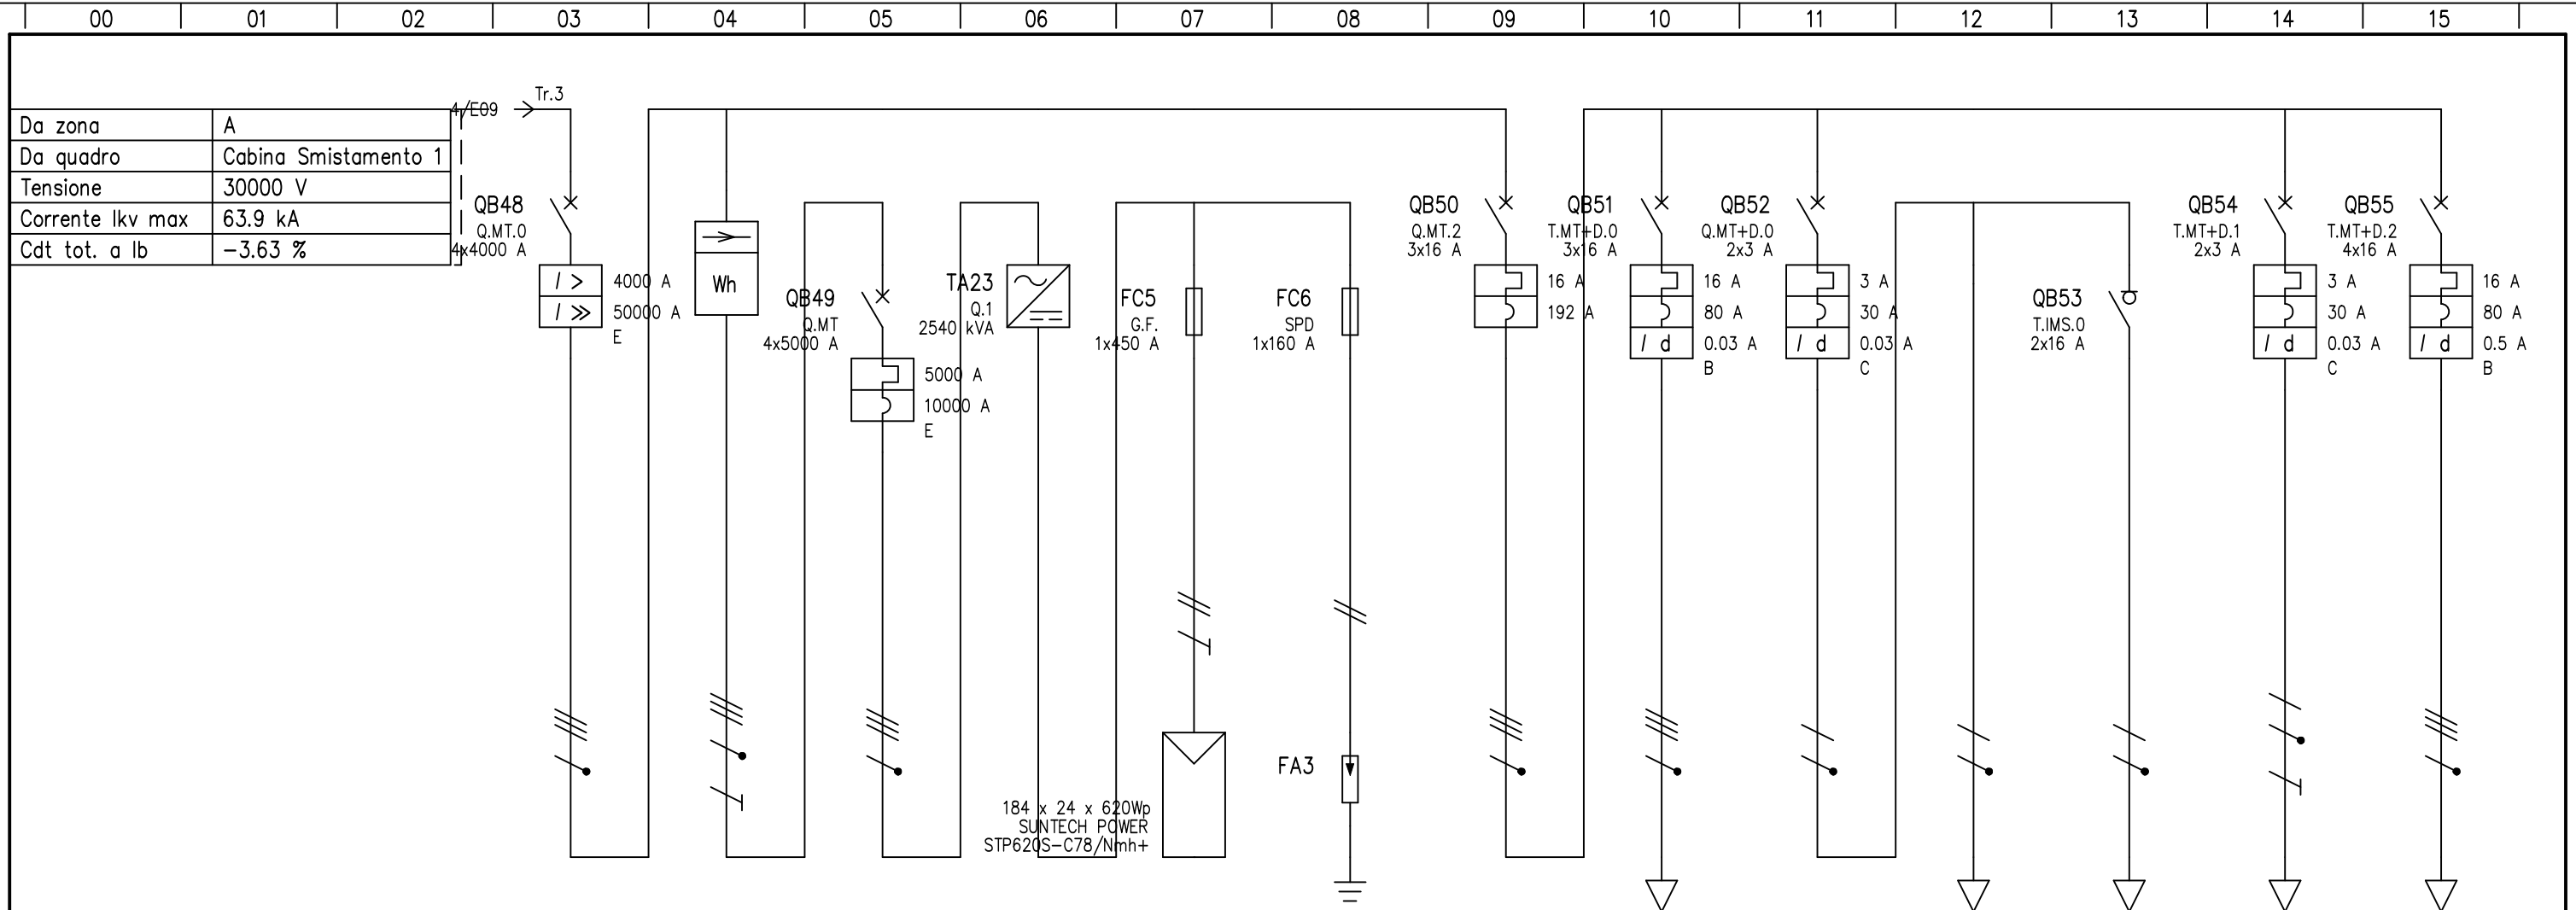 00 01 02 03 04 05 06 07 08 09 10 11 12 13 14 15
4/E09 Tr.3
Da zona A
Da quadro Cabina Smistamento 1
Tensione 30000 V
Corrente Ikv max 63.9 kA
Cdt tot. a Ib -3.63 %
QB48
Q.MT.0
4x4000 A
I > 4000 A
I >> 50000 A
E
Wh
QB49
Q.MT
4x5000 A
5000 A
10000 A
E
TA23
Q.1
2540 kVA
FC5
G.F.
1x450 A
184 x 24 x 620Wp
SUNTECH POWER
STP620S-C78/Nmh+
FC6
SPD
1x160 A
FA3
QB50
Q.MT.2
3x16 A
16 A
192 A
QB51
T.MT+D.0
3x16 A
16 A
80 A
I d 0.03 A
B
QB52
Q.MT+D.0
2x3 A
3 A
30 A
I d 0.03 A
C
QB53
T.IMS.0
2x16 A
QB54
T.MT+D.1
2x3 A
3 A
30 A
I d 0.03 A
C
QB55
T.MT+D.2
4x16 A
16 A
80 A
I d 0.5 A
B